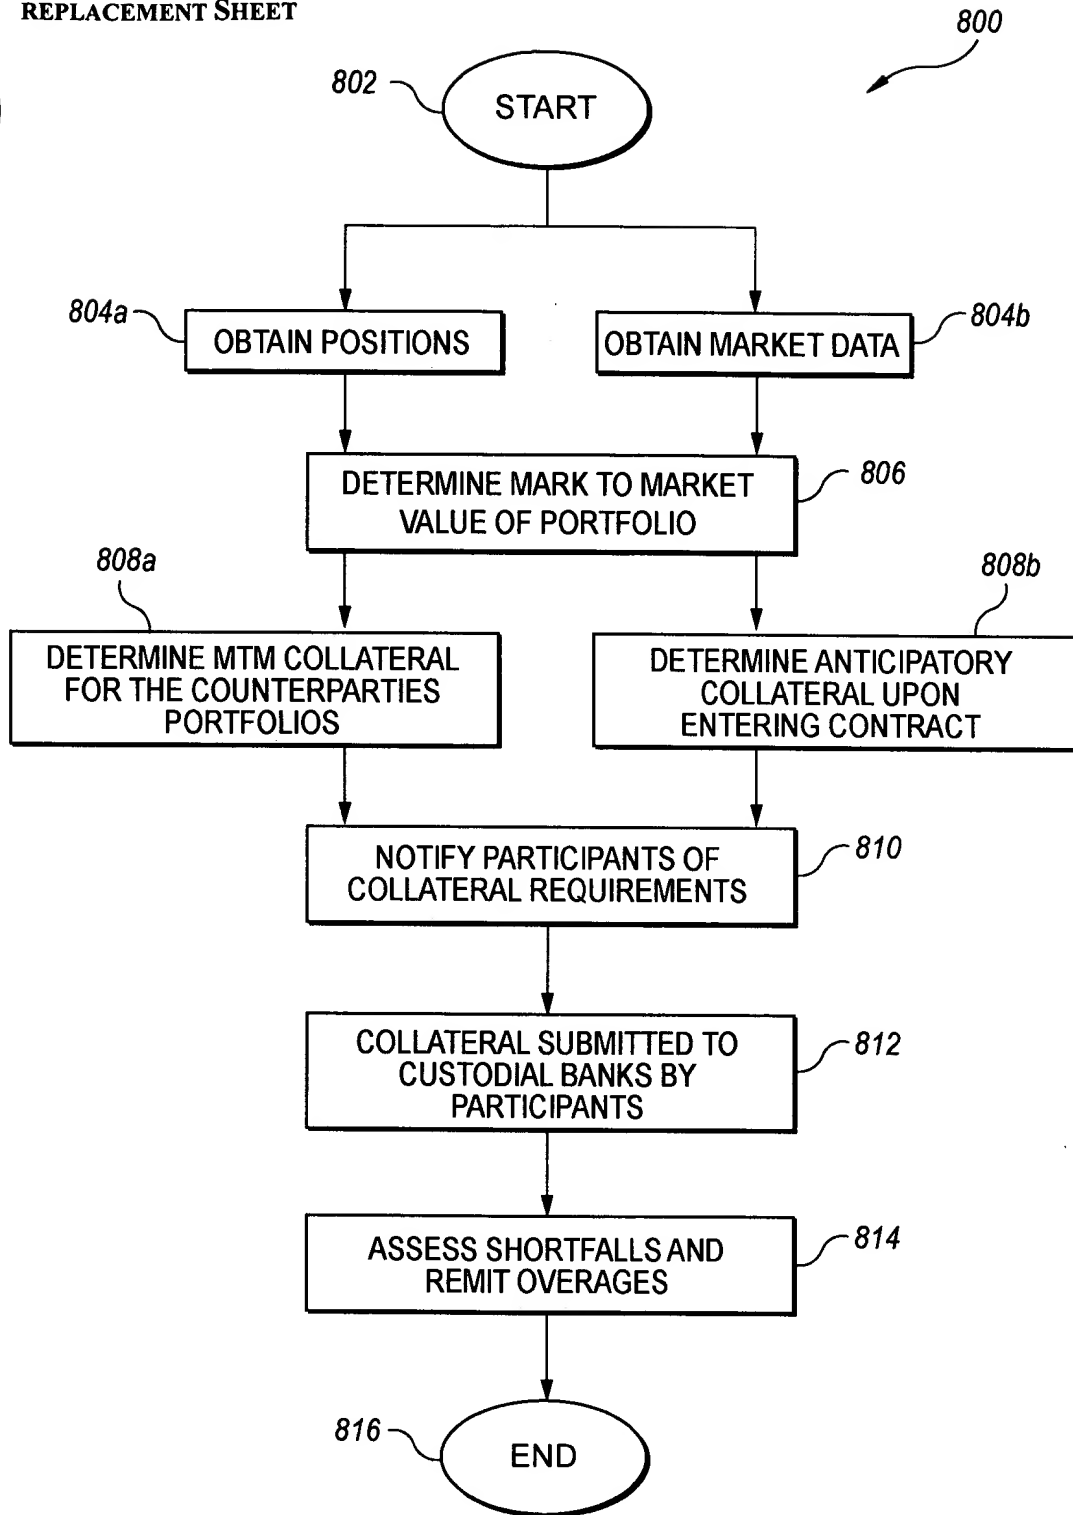 REPLACEMENT SHEET
800
802
START
804a
OBTAIN POSITIONS
OBTAIN MARKET DATA
804b
DETERMINE MARK TO MARKET
VALUE OF PORTFOLIO
806
808a
808b
DETERMINE MTM COLLATERAL
FOR THE COUNTERPARTIES
PORTFOLIOS
DETERMINE ANTICIPATORY
COLLATERAL UPON
ENTERING CONTRACT
NOTIFY PARTICIPANTS OF
COLLATERAL REQUIREMENTS
810
COLLATERAL SUBMITTED TO
CUSTODIAL BANKS BY
PARTICIPANTS
812
ASSESS SHORTFALLS AND
REMIT OVERAGES
814
816
END